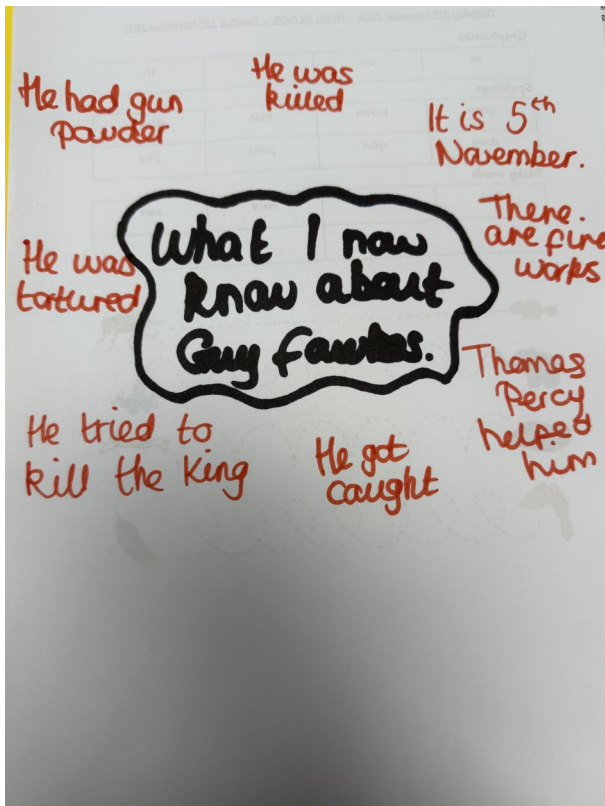 He had gun
powder
He was
killed
It is 5th
November.
There.
are fire
works
What I now
know about
Guy Fawkes.
He was
tortured
Thomas
Percy
helped
him
He tried to
kill the King
He got
caught